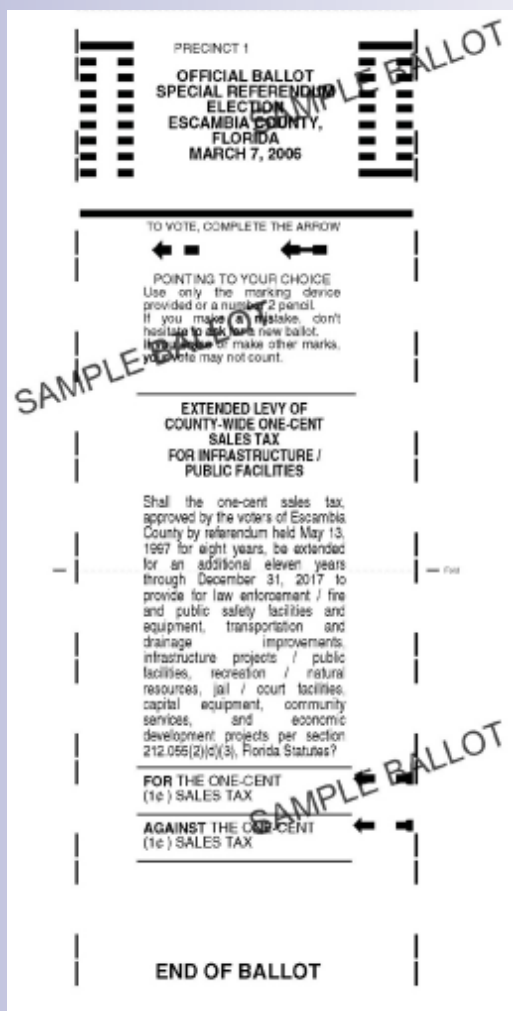 PRECINCT 1
SAMPLE BALLOT
OFFICIAL BALLOT
SPECIAL REFERENDUM
ELECTION
ESCAMBIA COUNTY,
FLORIDA
MARCH 7, 2006
TO VOTE, COMPLETE THE ARROW
POINTING TO YOUR CHOICE
Use only the marking device
provided or a number 2 pencil.
If you make a mistake, don't
hesitate to ask for a new ballot.
If you erase or make other marks,
your vote may not count.
SAMPLE BALLOT
EXTENDED LEVY OF
COUNTY-WIDE ONE-CENT
SALES TAX
FOR INFRASTRUCTURE /
PUBLIC FACILITIES
Shall the one-cent sales tax,
approved by the voters of Escambia
County by referendum held May 13,
1997 for eight years, be extended
for an additional eleven years
through December 31, 2017 to
provide for law enforcement / fire
and public safety facilities and
equipment, transportation and
drainage improvements,
infrastructure projects / public
facilities, recreation / natural
resources, jail / court facilities,
capital equipment, community
services, and economic
development projects per section
212.055(2)(d)(3), Florida Statutes?
Fold
FOR THE ONE-CENT
(1¢) SALES TAX
AGAINST THE ONE-CENT
(1¢) SALES TAX
SAMPLE BALLOT
END OF BALLOT